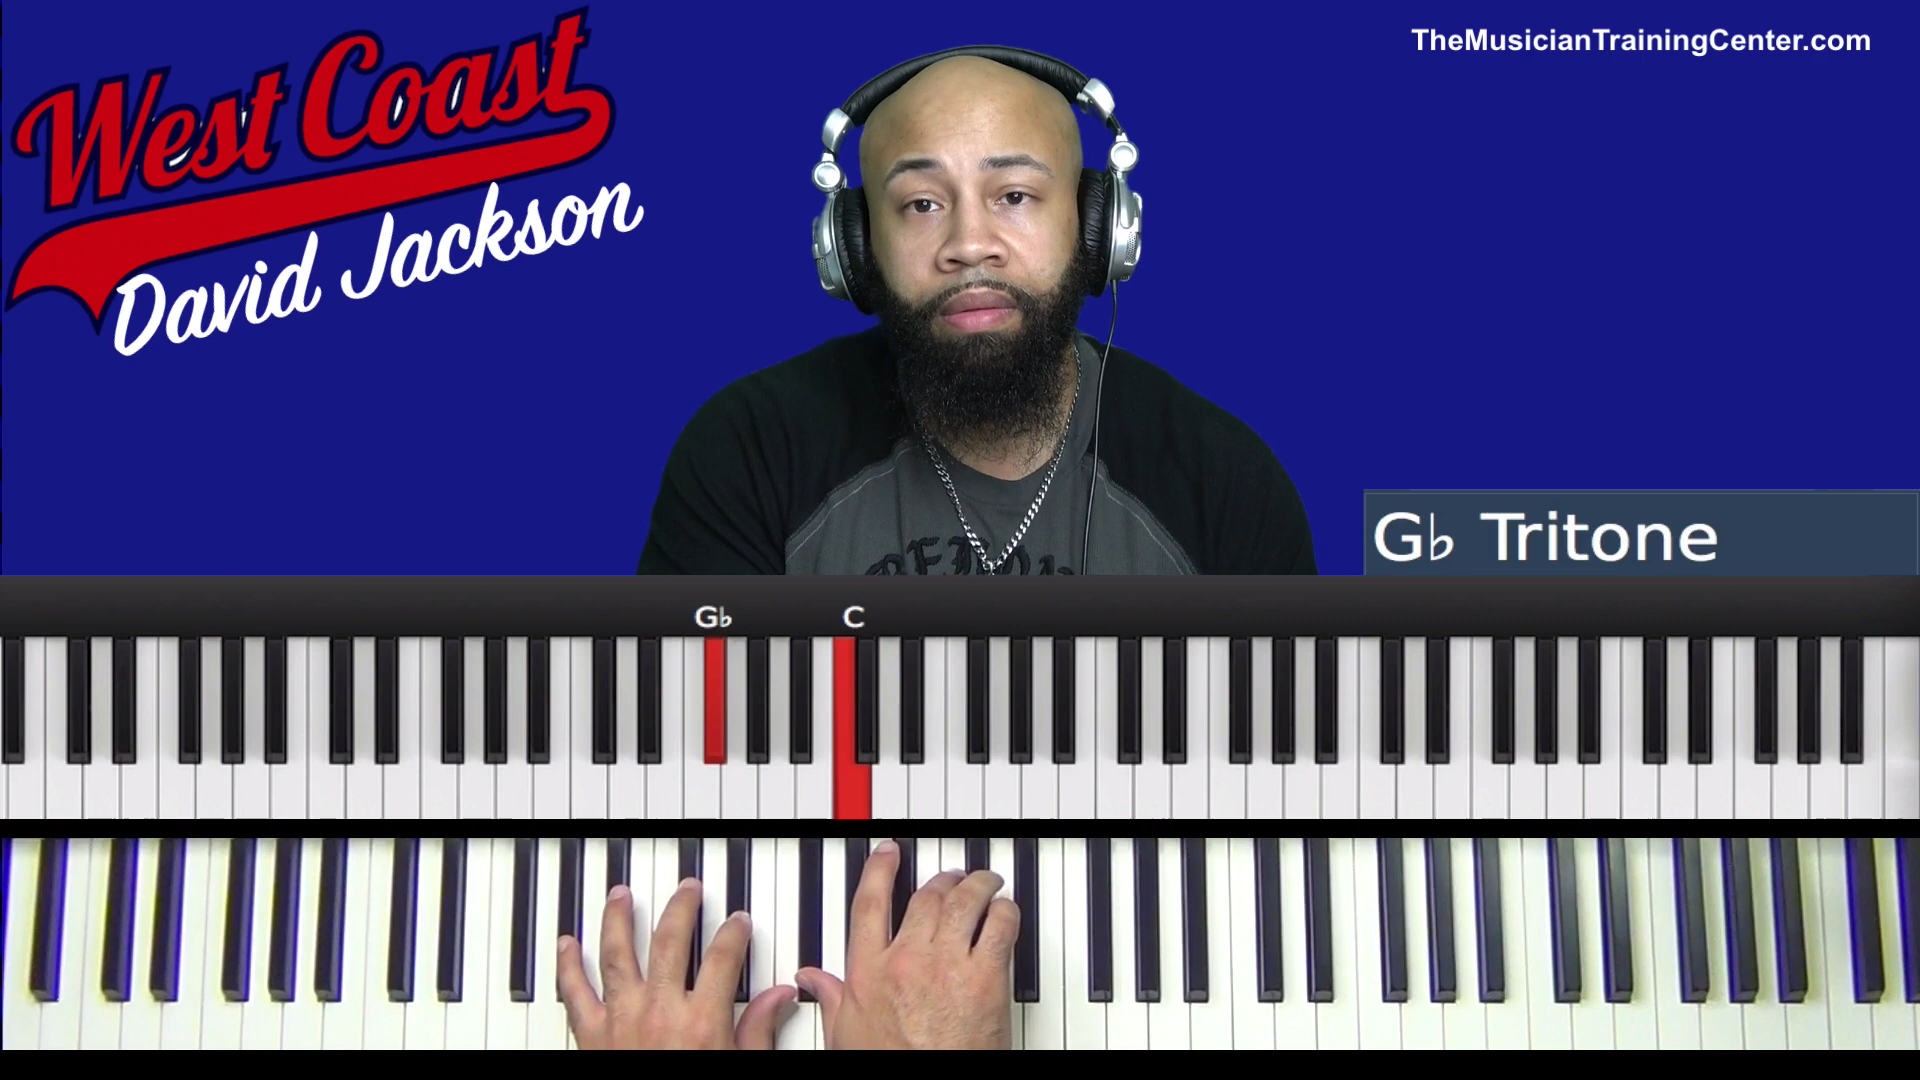 West Coast
David Jackson
TheMusicianTrainingCenter.com
G♭ Tritone
G♭ C